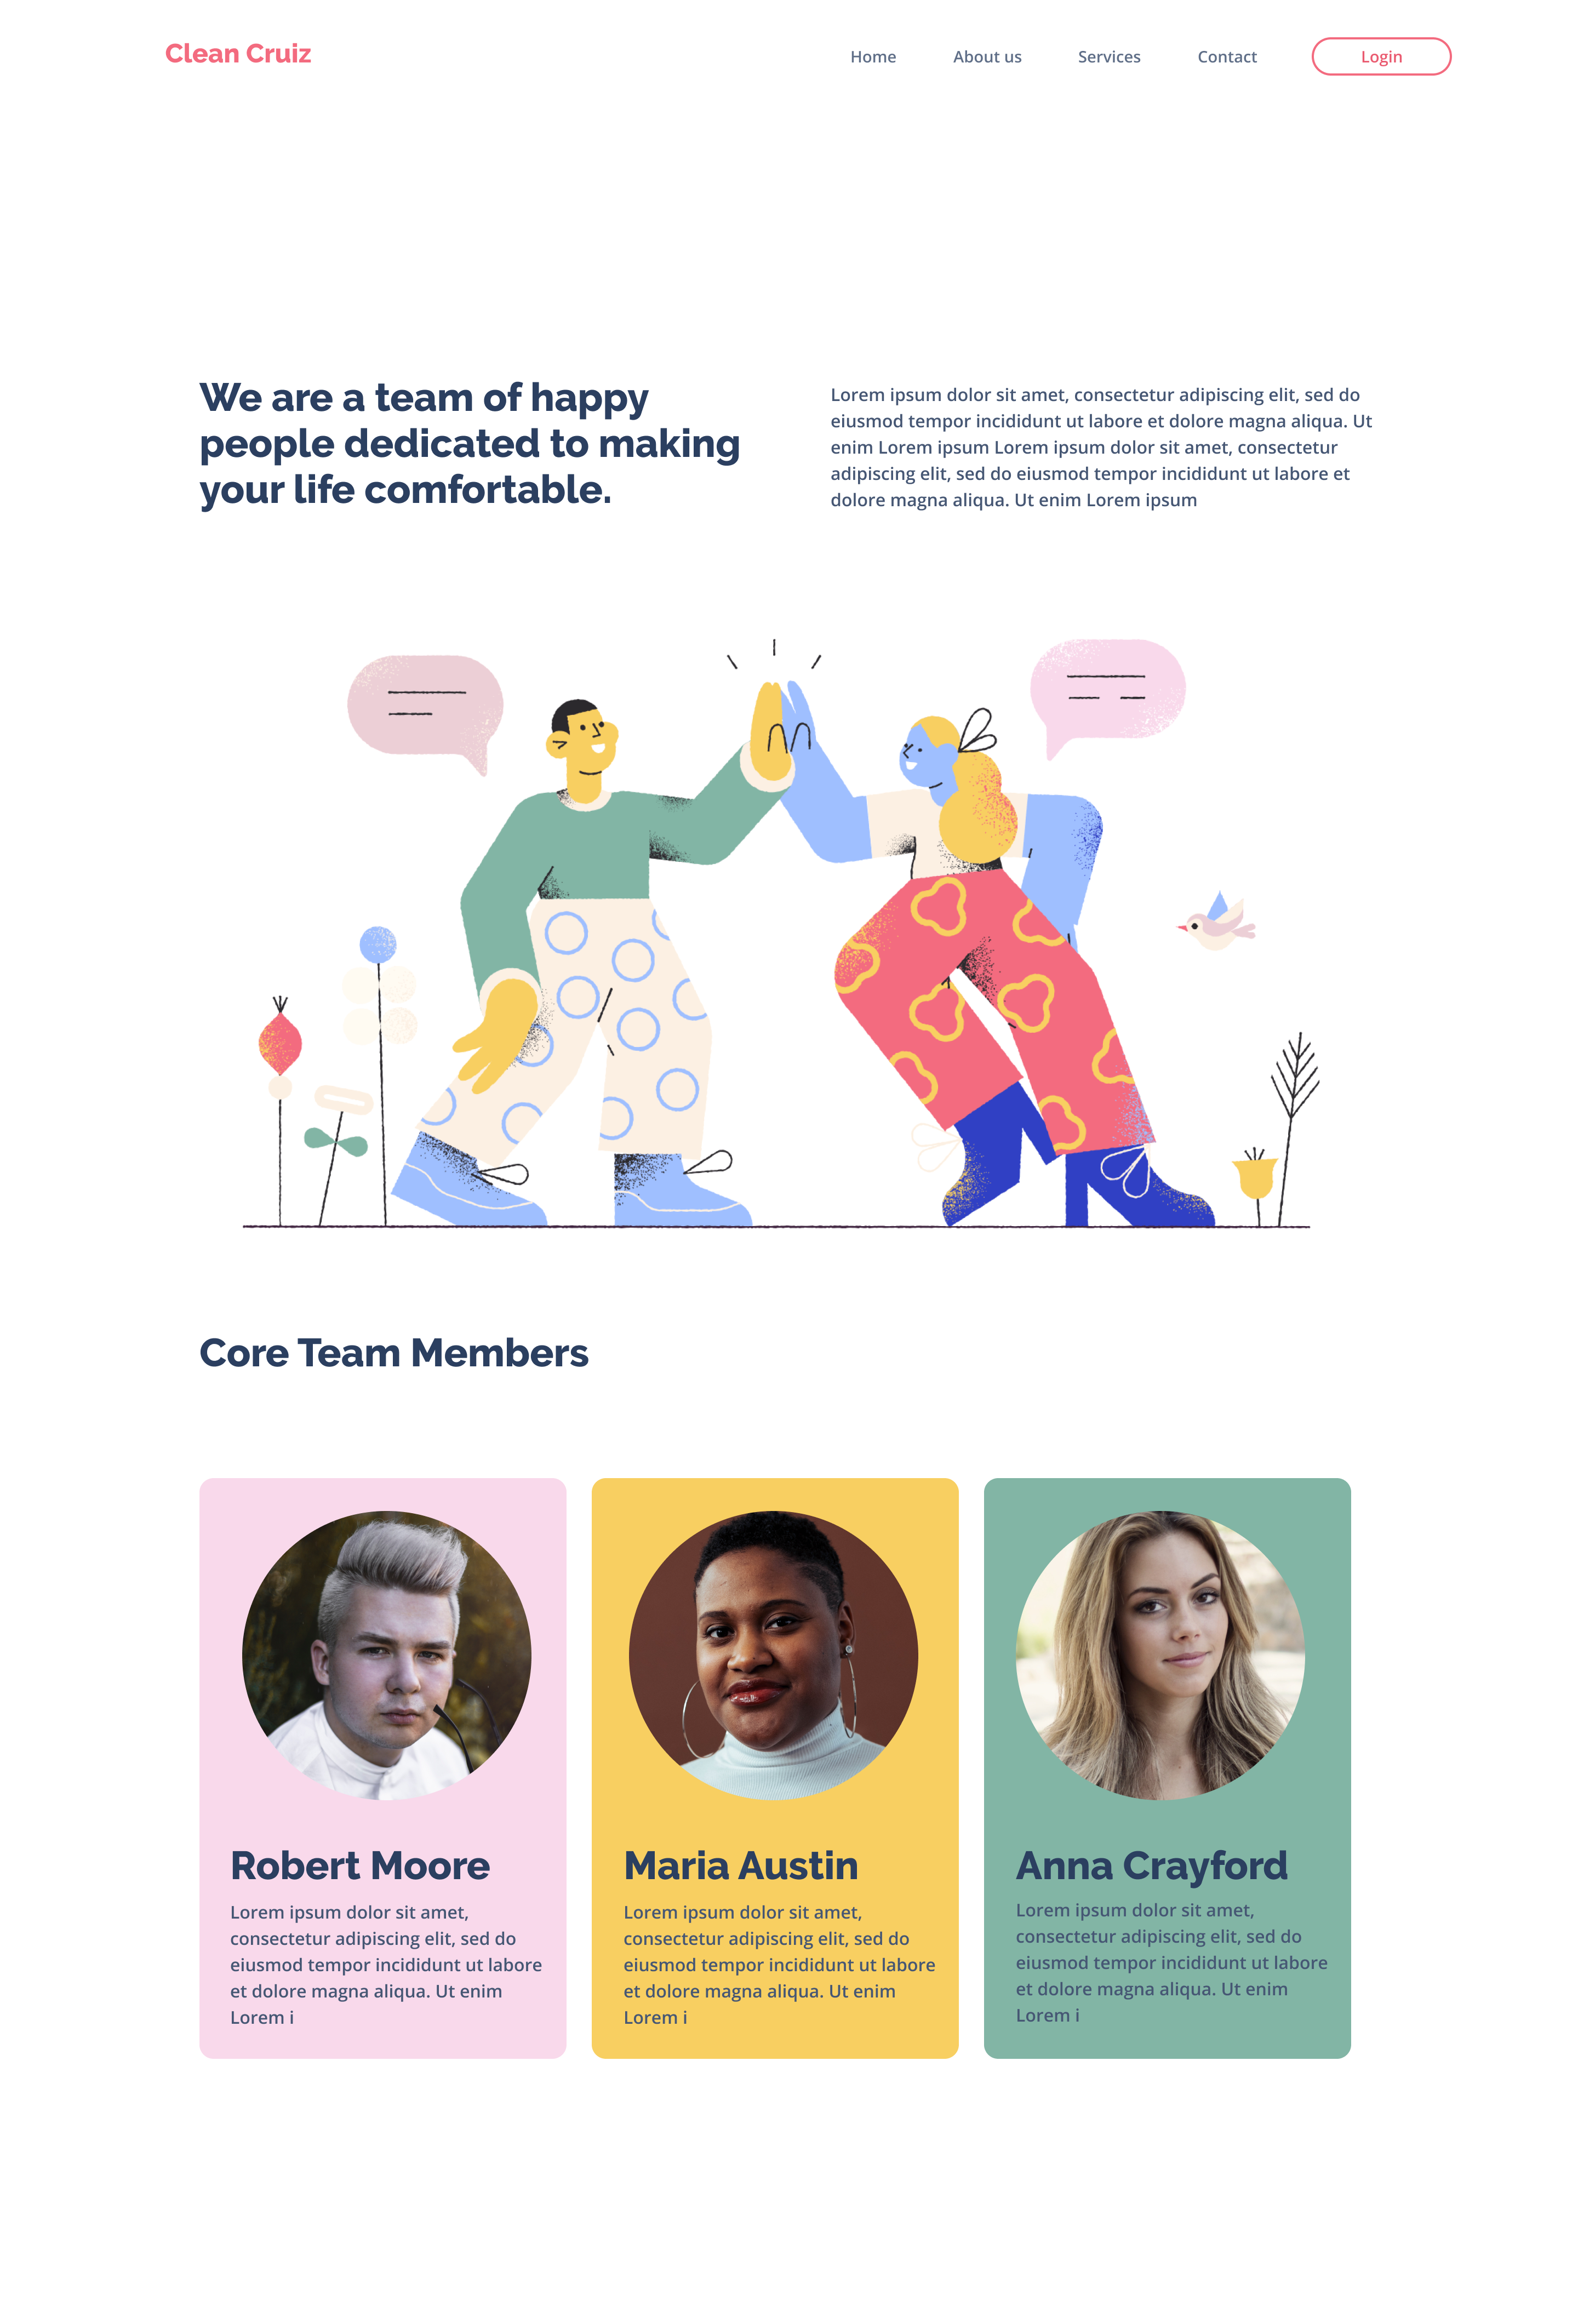 Clean Cruiz
Home
About us
Services
Contact
Login
We are a team of happy
people dedicated to making
your life comfortable.
Lorem ipsum dolor sit amet, consectetur adipiscing elit, sed do
eiusmod tempor incididunt ut labore et dolore magna aliqua. Ut
enim Lorem ipsum Lorem ipsum dolor sit amet, consectetur
adipiscing elit, sed do eiusmod tempor incididunt ut labore et
dolore magna aliqua. Ut enim Lorem ipsum
Core Team Members
Robert Moore
Lorem ipsum dolor sit amet,
consectetur adipiscing elit, sed do
eiusmod tempor incididunt ut labore
et dolore magna aliqua. Ut enim
Lorem i
Maria Austin
Lorem ipsum dolor sit amet,
consectetur adipiscing elit, sed do
eiusmod tempor incididunt ut labore
et dolore magna aliqua. Ut enim
Lorem i
Anna Crayford
Lorem ipsum dolor sit amet,
consectetur adipiscing elit, sed do
eiusmod tempor incididunt ut labore
et dolore magna aliqua. Ut enim
Lorem i